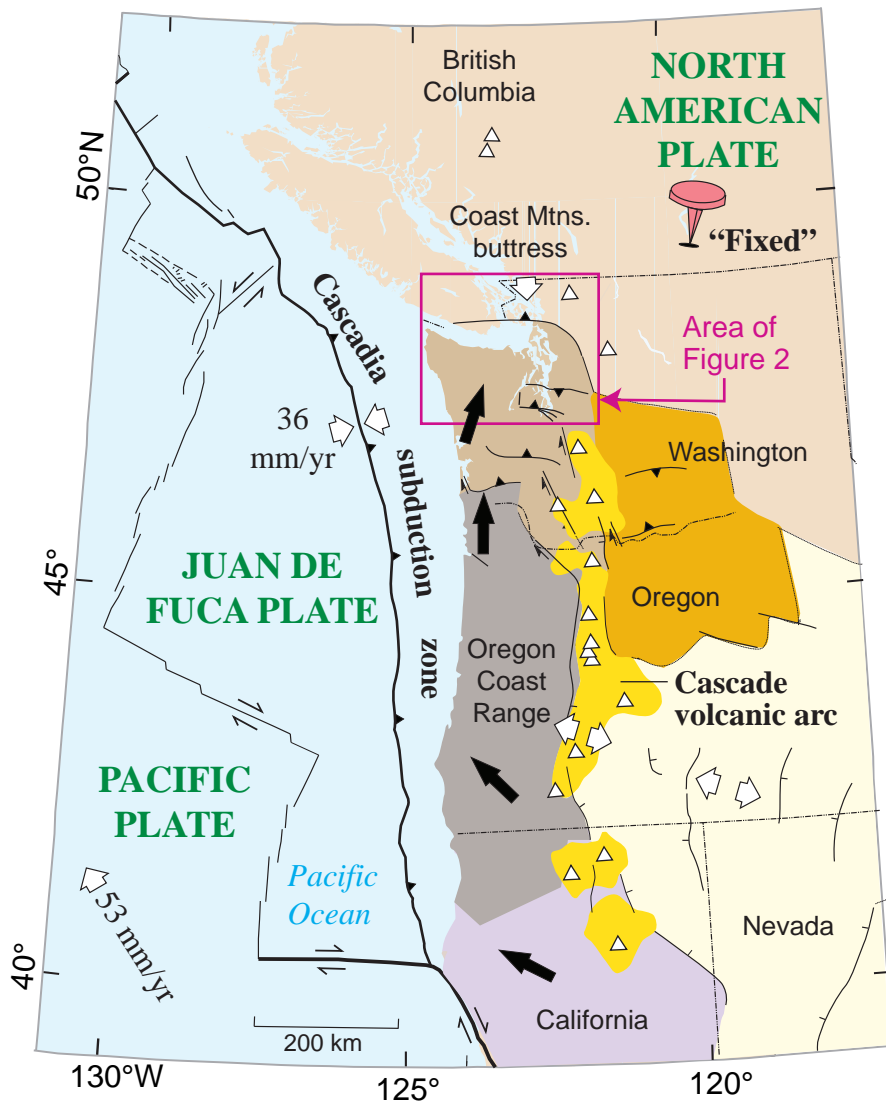 British
Columbia
NORTH
AMERICAN
PLATE
50°N
Coast Mtns.
buttress
“Fixed”
Cascadia
subduction
zone
Area of
Figure 2
36
mm/yr
Washington
45°
JUAN DE
FUCA PLATE
Oregon
Oregon
Coast
Range
Cascade
volcanic arc
PACIFIC
PLATE
53 mm/yr
Pacific
Ocean
Nevada
40°
California
200 km
130°W
125°
120°